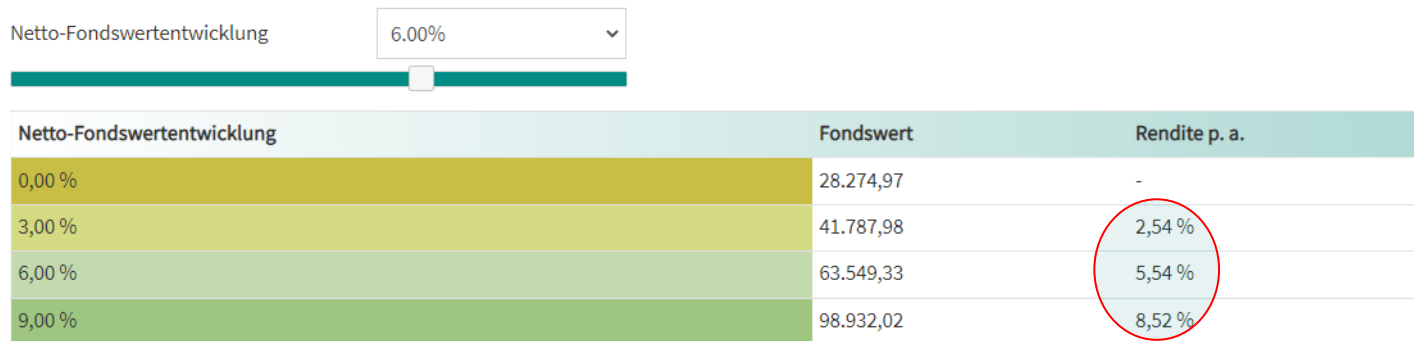 Netto-Fondswertentwicklung 6.00%
Netto-Fondswertentwicklung Fondswert Rendite p. a.
0,00 % 28.274,97 -
3,00 % 41.787,98 2,54 %
6,00 % 63.549,33 5,54 %
9,00 % 98.932,02 8,52 %